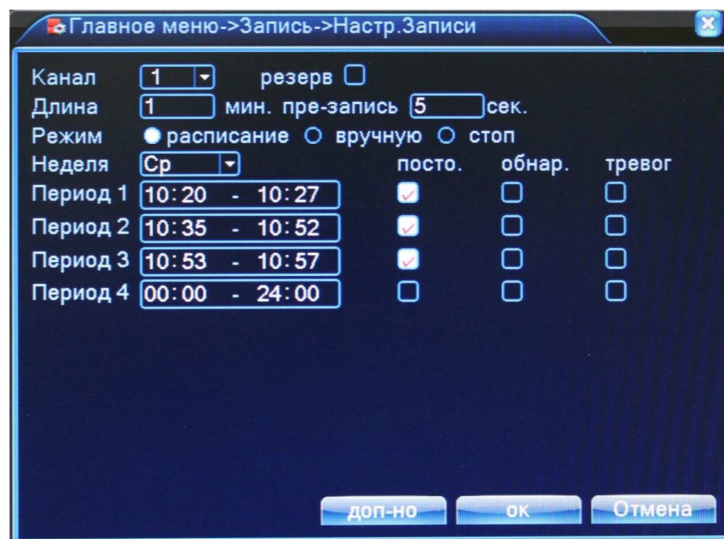 Главное меню->Запись->Настр.Записи
Канал 1 резерв
Длина 1 мин. пре-запись 5 сек.
Режим расписание вручную стоп
Неделя Ср посто. обнар. тревог
Период 1 10:20 - 10:27
Период 2 10:35 - 10:52
Период 3 10:53 - 10:57
Период 4 00:00 - 24:00
доп-но ок Отмена